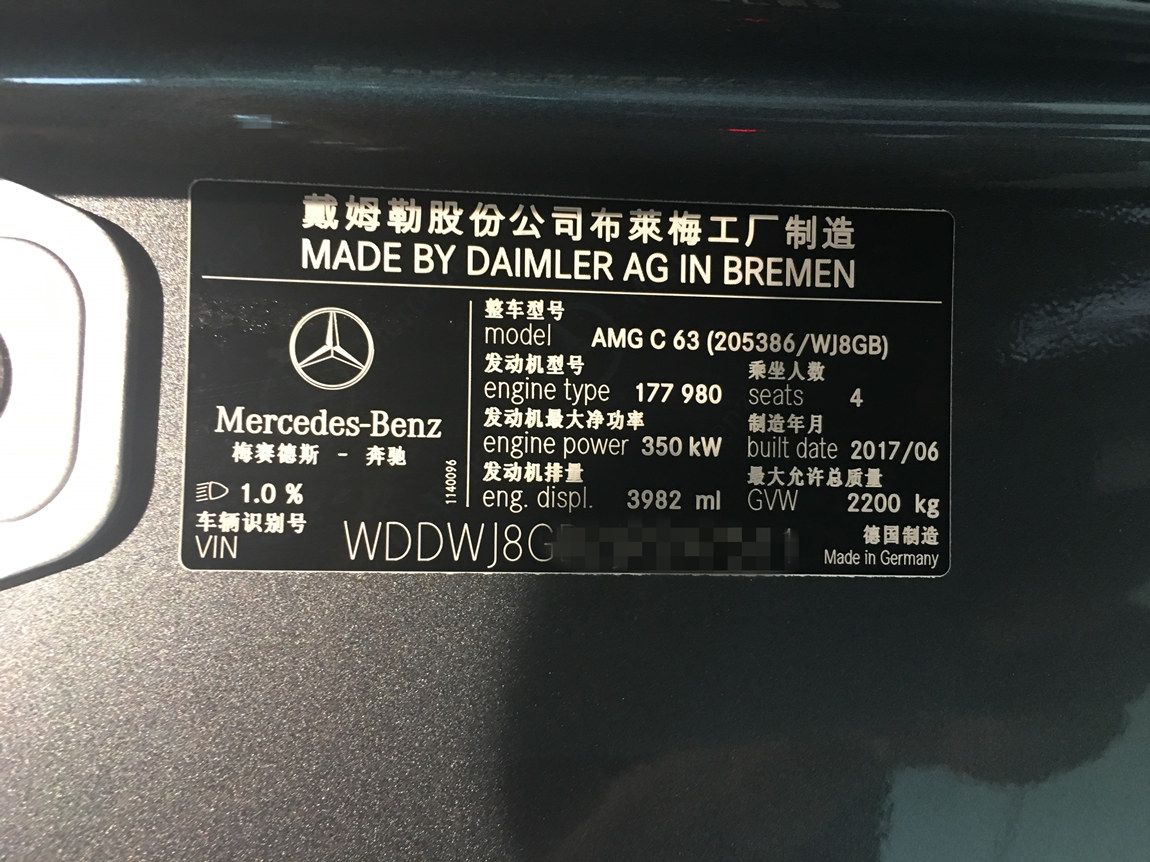 戴姆勒股份公司布莱梅工厂制造
MADE BY DAIMLER AG IN BREMEN
整车型号
model AMG C 63 (205386/WJ8GB)
发动机型号 乘坐人数
engine type 177 980 seats 4
发动机最大净功率 制造年月
engine power 350 kW built date 2017/06
发动机排量 最大允许总质量
eng. displ. 3982 ml GVW 2200 kg
Mercedes-Benz
梅赛德斯 - 奔驰
1140096
1.0 %
车辆识别号
VIN WDDWJ8G
德国制造
Made in Germany